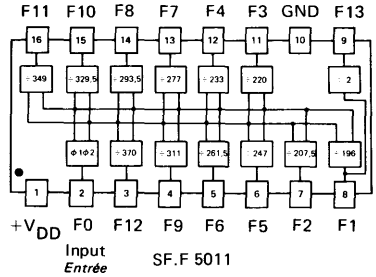 F11 F10 F8 F7 F4 F3 GND F13
16 15 14 13 12 11 10 9
÷ 349 ÷ 329,5 ÷ 293,5 ÷ 277 ÷ 233 ÷ 220 ÷ 2
ϕ1ϕ2 ÷ 370 ÷ 311 ÷ 261,5 ÷ 247 ÷ 207,5 ÷ 196
1 2 3 4 5 6 7 8
+VDD F0 F12 F9 F6 F5 F2 F1
Input
Entrée SF.F 5011